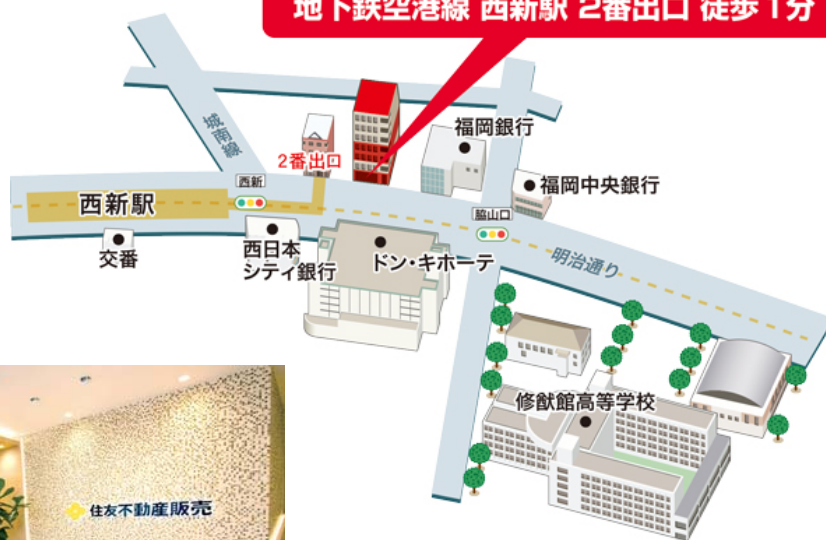 地下鉄空港線 西新駅 2番出口 徒歩1分
城南線
福岡銀行
2番出口
西新
福岡中央銀行
西新駅
脇山口
交番
西日本
シティ銀行
ドン・キホーテ
明治通り
修猷館高等学校
住友不動産販売